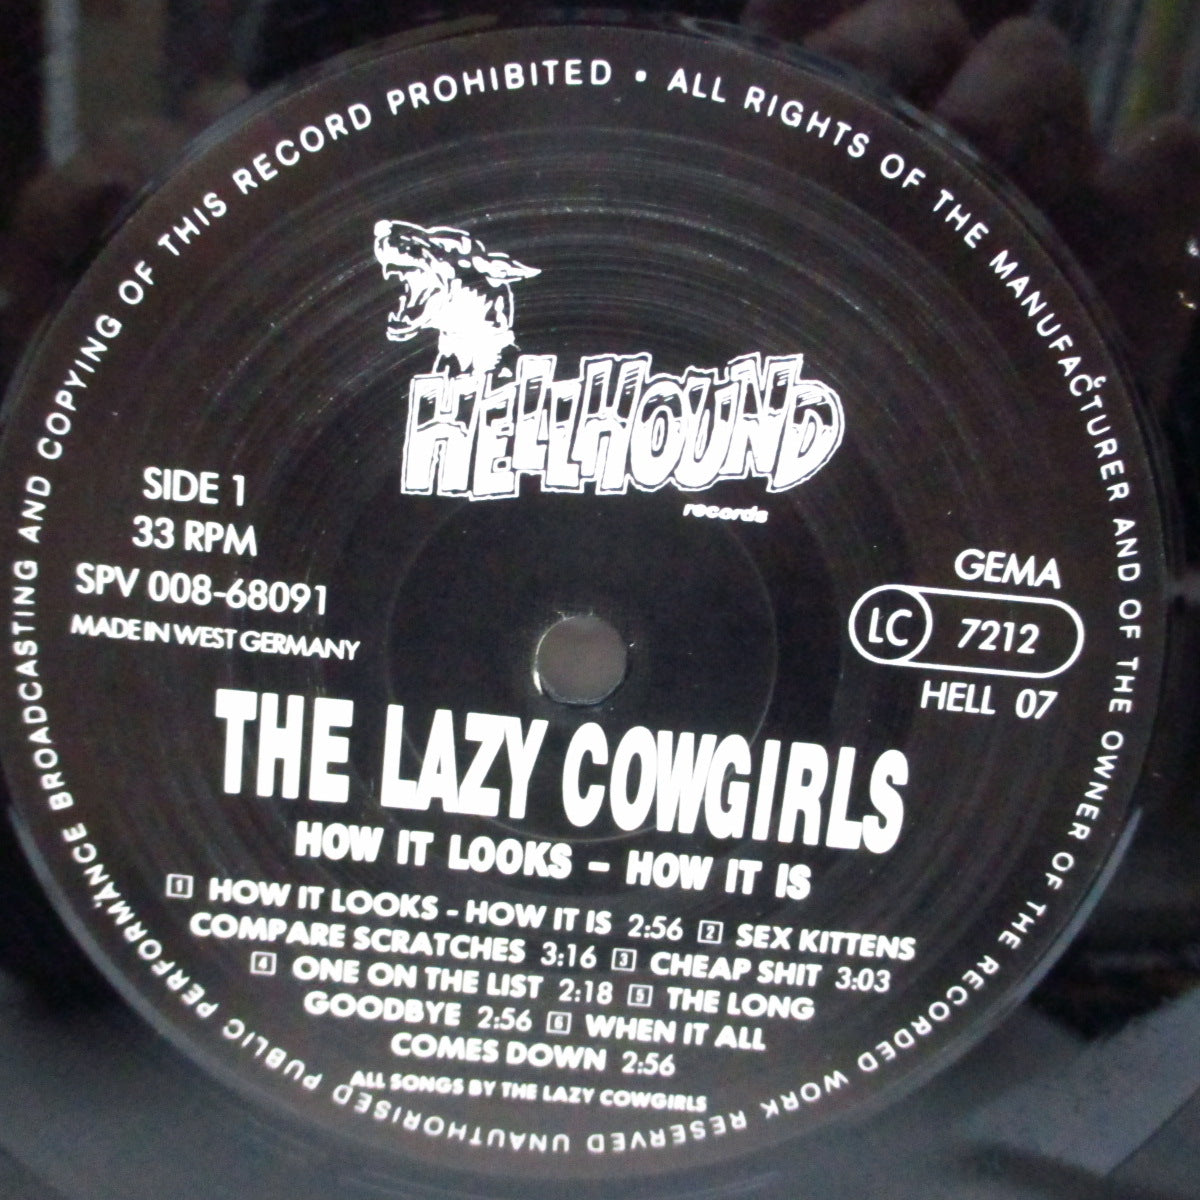 UNAUTHORISED PUBLIC PERFORMANCE BROADCASTING AND COPYING OF THIS RECORD PROHIBITED • ALL RIGHTS OF THE MANUFACTURER AND OF THE OWNER OF THE RECORDED WORK RESERVED
HELLHOUND
records
SIDE 1
33 RPM
SPV 008-68091
MADE IN WEST GERMANY
GEMA
LC 7212
HELL 07
THE LAZY COWGIRLS
HOW IT LOOKS – HOW IT IS
1 HOW IT LOOKS - HOW IT IS 2:56 2 SEX KITTENS
COMPARE SCRATCHES 3:16 3 CHEAP SHIT 3:03
4 ONE ON THE LIST 2:18 5 THE LONG
GOODBYE 2:56 6 WHEN IT ALL
COMES DOWN 2:56
ALL SONGS BY THE LAZY COWGIRLS